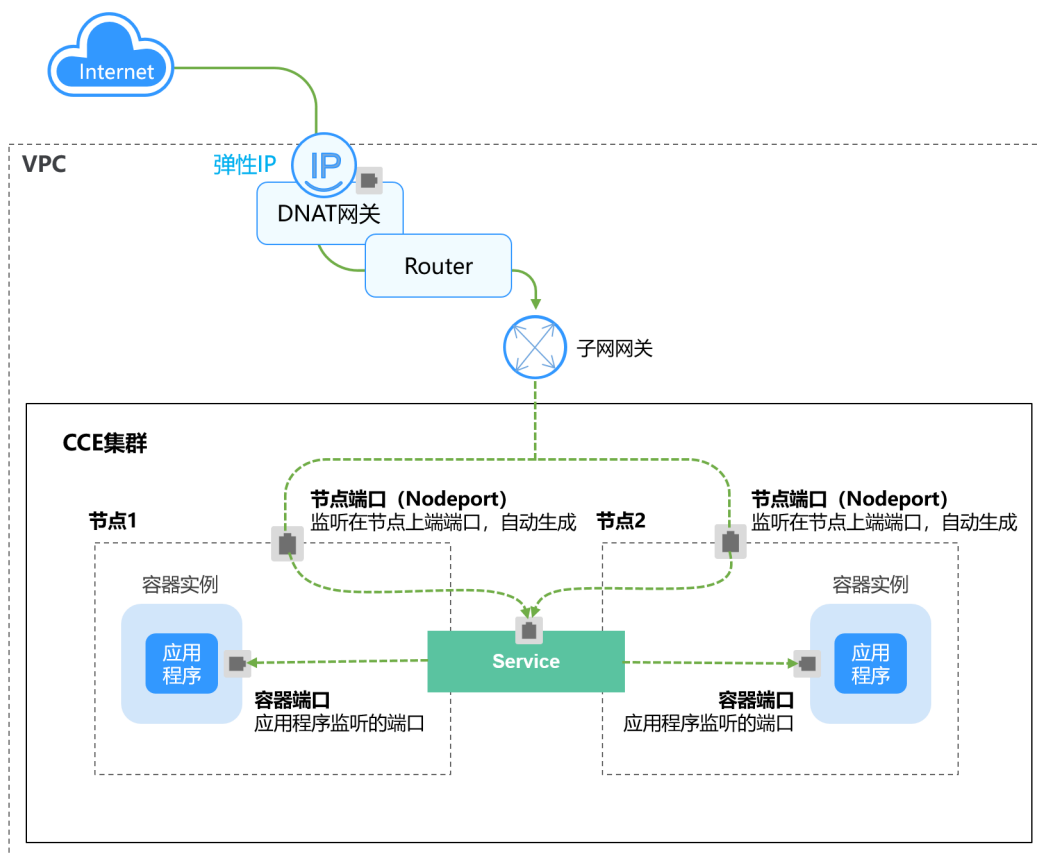 Internet
VPC
弹性IP
IP
DNAT网关
Router
子网网关
CCE集群
节点1
节点端口（Nodeport）
监听在节点上端端口，自动生成
节点2
节点端口（Nodeport）
监听在节点上端端口，自动生成
容器实例
应用
程序
容器端口
应用程序监听的端口
Service
容器实例
应用
程序
容器端口
应用程序监听的端口